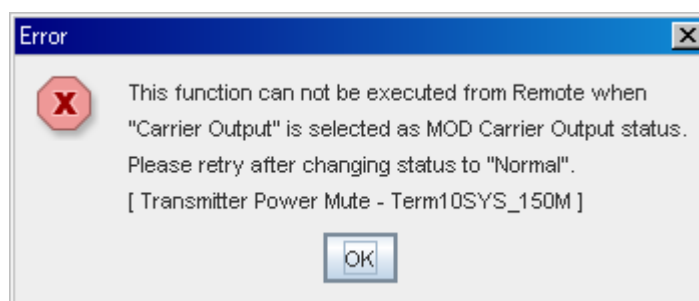 Error
This function can not be executed from Remote when
"Carrier Output" is selected as MOD Carrier Output status.
Please retry after changing status to "Normal".
[ Transmitter Power Mute - Term10SYS_150M ]
OK